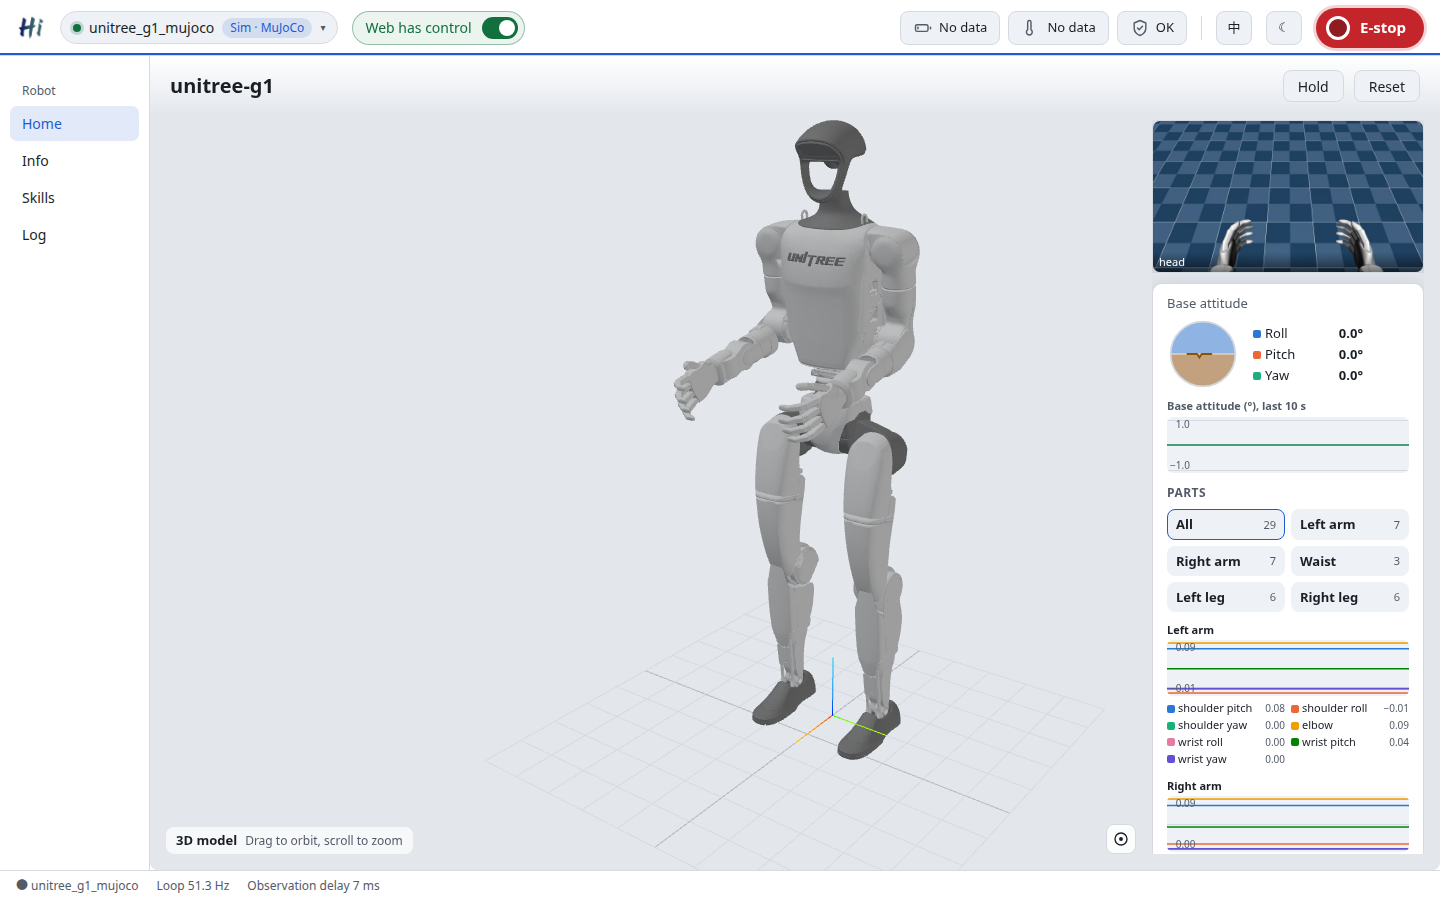 Hi
unitree_g1_mujoco Sim · MuJoCo ▾
Web has control
No data
No data
OK
中
E-stop
Robot
Home
Info
Skills
Log
unitree-g1
Hold
Reset
UNITREE
head
Base attitude
Roll 0.0°
Pitch 0.0°
Yaw 0.0°
Base attitude (°), last 10 s
1.0
−1.0
PARTS
All 29
Left arm 7
Right arm 7
Waist 3
Left leg 6
Right leg 6
Left arm
0.09
0.01
shoulder pitch 0.08 shoulder roll −0.01
shoulder yaw 0.00 elbow 0.09
wrist roll 0.00 wrist pitch 0.04
wrist yaw 0.00
Right arm
0.09
0.00
3D model Drag to orbit, scroll to zoom
unitree_g1_mujoco Loop 51.3 Hz Observation delay 7 ms